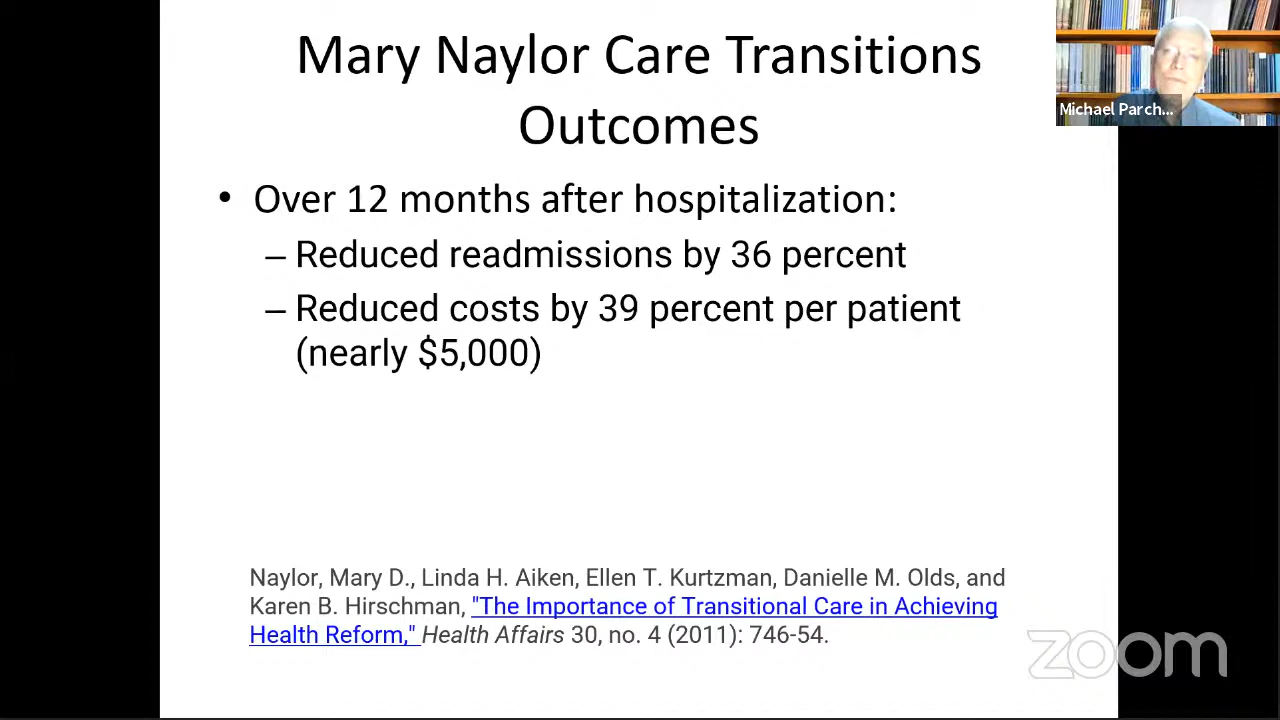 Mary Naylor Care Transitions
Outcomes
Michael Parch...
• Over 12 months after hospitalization:
– Reduced readmissions by 36 percent
– Reduced costs by 39 percent per patient
(nearly $5,000)
Naylor, Mary D., Linda H. Aiken, Ellen T. Kurtzman, Danielle M. Olds, and
Karen B. Hirschman, "The Importance of Transitional Care in Achieving
Health Reform," Health Affairs 30, no. 4 (2011): 746-54.
zoom